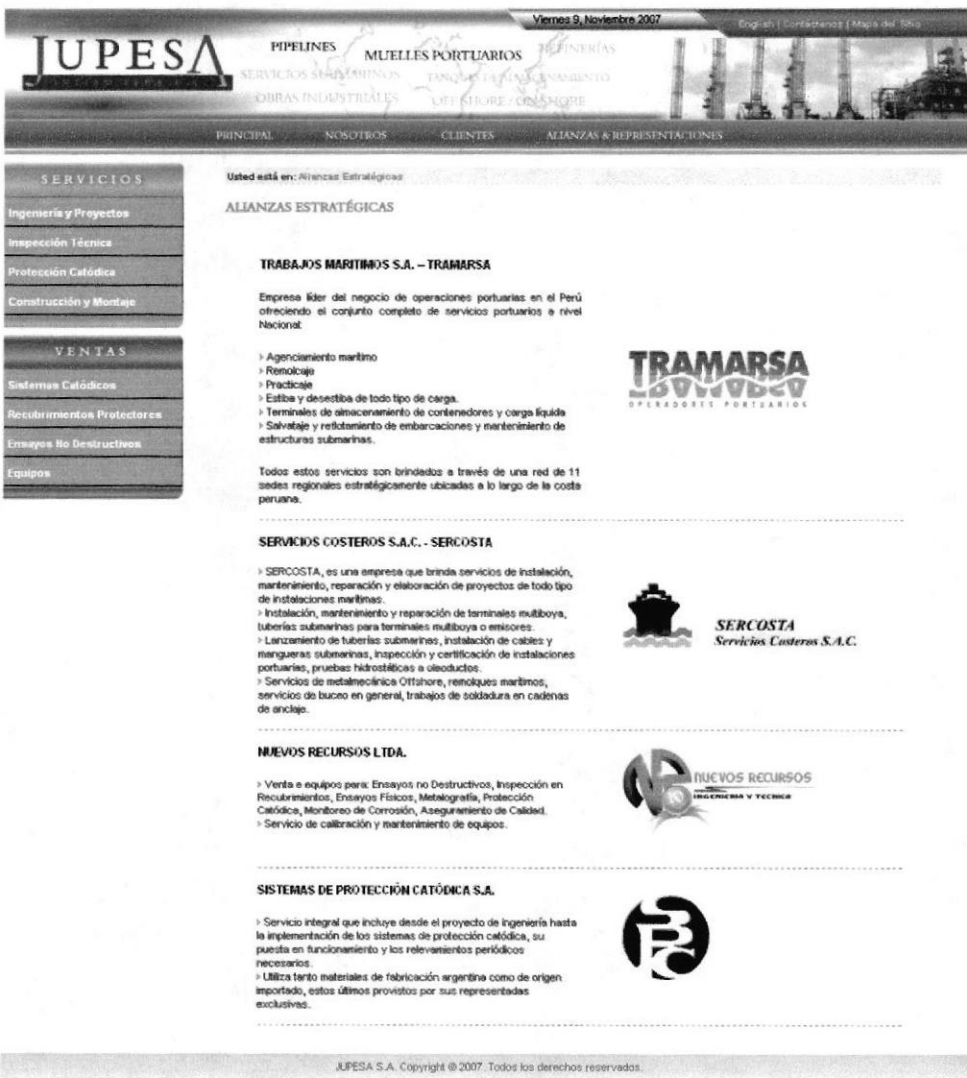 Viernes 9, Noviembre 2007
English | Contáctenos | Mapa del Sitio
JUPESA
PIPELINES
MUELLES PORTUARIOS
REFINERÍAS
SERVICIOS SUBMARINOS
TANQUES DE ALMACENAMIENTO
OBRAS INDUSTRIALES
OFF SHORE / ON SHORE
PRINCIPAL NOSOTROS CLIENTES ALIANZAS & REPRESENTACIONES
SERVICIOS
Ingeniería y Proyectos
Inspección Técnica
Protección Catódica
Construcción y Montaje
VENTAS
Sistemas Catódicos
Recubrimientos Protectores
Ensayos No Destructivos
Equipos
Usted está en: Alianzas Estratégicas
ALIANZAS ESTRATÉGICAS
TRABAJOS MARITIMOS S.A. – TRAMARSA
Empresa líder del negocio de operaciones portuarias en el Perú
ofreciendo el conjunto completo de servicios portuarios a nivel
Nacional:
› Agenciamiento marítimo
› Remolcaje
› Practicaje
› Estiba y desestiba de todo tipo de carga.
› Terminales de almacenamiento de contenedores y carga líquida
› Salvataje y reflotamiento de embarcaciones y mantenimiento de
estructuras submarinas.
Todos estos servicios son brindados a través de una red de 11
sedes regionales estratégicamente ubicadas a lo largo de la costa
peruana.
TRAMARSA
OPERADORES PORTUARIOS
SERVICIOS COSTEROS S.A.C. - SERCOSTA
› SERCOSTA, es una empresa que brinda servicios de instalación,
mantenimiento, reparación y elaboración de proyectos de todo tipo
de instalaciones marítimas.
› Instalación, mantenimiento y reparación de terminales multiboya,
tuberías submarinas para terminales multiboya o emisores.
› Lanzamiento de tuberías submarinas, instalación de cables y
mangueras submarinas, inspección y certificación de instalaciones
portuarias, pruebas hidrostáticas a oleoductos.
› Servicios de metalmecánica Offshore, remolques marítimos,
servicios de buceo en general, trabajos de soldadura en cadenas
de anclaje.
SERCOSTA
Servicios Costeros S.A.C.
NUEVOS RECURSOS LTDA.
› Venta e equipos para: Ensayos no Destructivos, Inspección en
Recubrimientos, Ensayos Físicos, Metalografía, Protección
Catódica, Monitoreo de Corrosión, Aseguramiento de Calidad.
› Servicio de calibración y mantenimiento de equipos.
NUEVOS RECURSOS
INGENIERIA Y TECNICA
SISTEMAS DE PROTECCIÓN CATÓDICA S.A.
› Servicio integral que incluye desde el proyecto de ingeniería hasta
la implementación de los sistemas de protección catódica, su
puesta en funcionamiento y los relevamientos periódicos
necesarios.
› Utiliza tanto materiales de fabricación argentina como de origen
importado, estos últimos provistos por sus representadas
exclusivas.
SPC
JUPESA S.A. Copyright © 2007. Todos los derechos reservados.